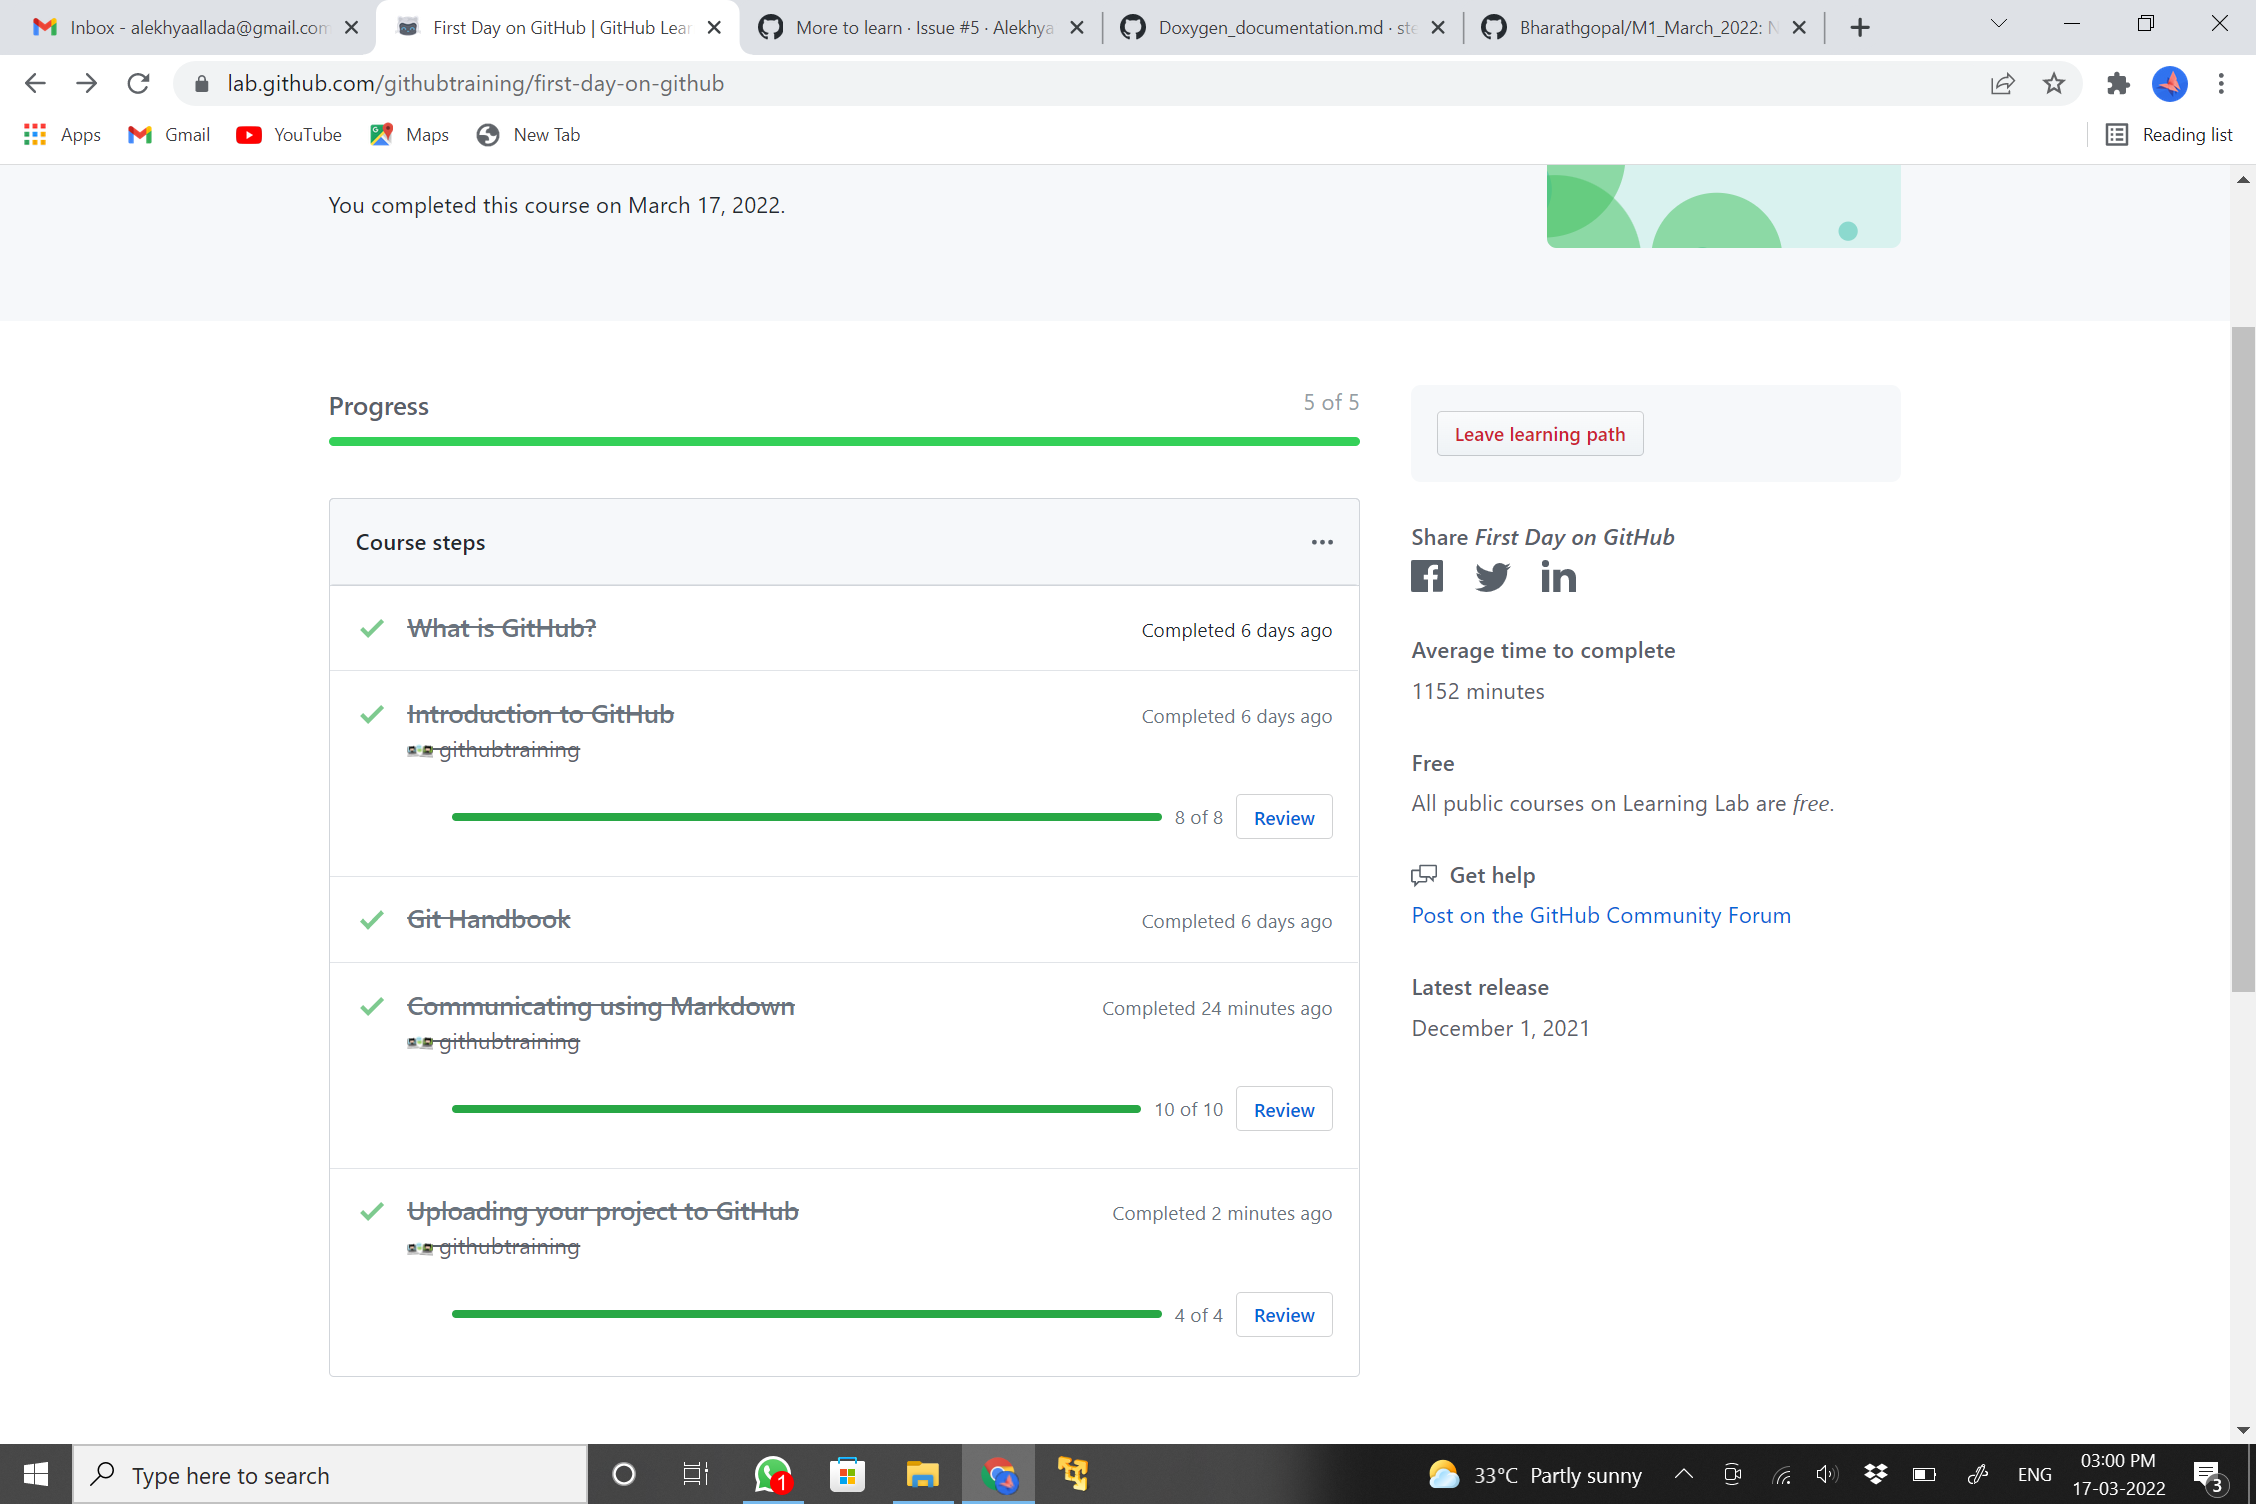 Inbox - alekhyaallada@gmail.com
First Day on GitHub | GitHub Lear
More to learn · Issue #5 · Alekhya
Doxygen_documentation.md · ste
Bharathgopal/M1_March_2022: N
lab.github.com/githubtraining/first-day-on-github
Apps
Gmail
YouTube
Maps
New Tab
Reading list
You completed this course on March 17, 2022.
Progress
5 of 5
Course steps
What is GitHub?
Completed 6 days ago
Introduction to GitHub
Completed 6 days ago
githubtraining
8 of 8
Review
Git Handbook
Completed 6 days ago
Communicating using Markdown
Completed 24 minutes ago
githubtraining
10 of 10
Review
Uploading your project to GitHub
Completed 2 minutes ago
githubtraining
4 of 4
Review
Leave learning path
Share First Day on GitHub
Average time to complete
1152 minutes
Free
All public courses on Learning Lab are free.
Get help
Post on the GitHub Community Forum
Latest release
December 1, 2021
Type here to search
1
33°C Partly sunny
ENG
03:00 PM
17-03-2022
3